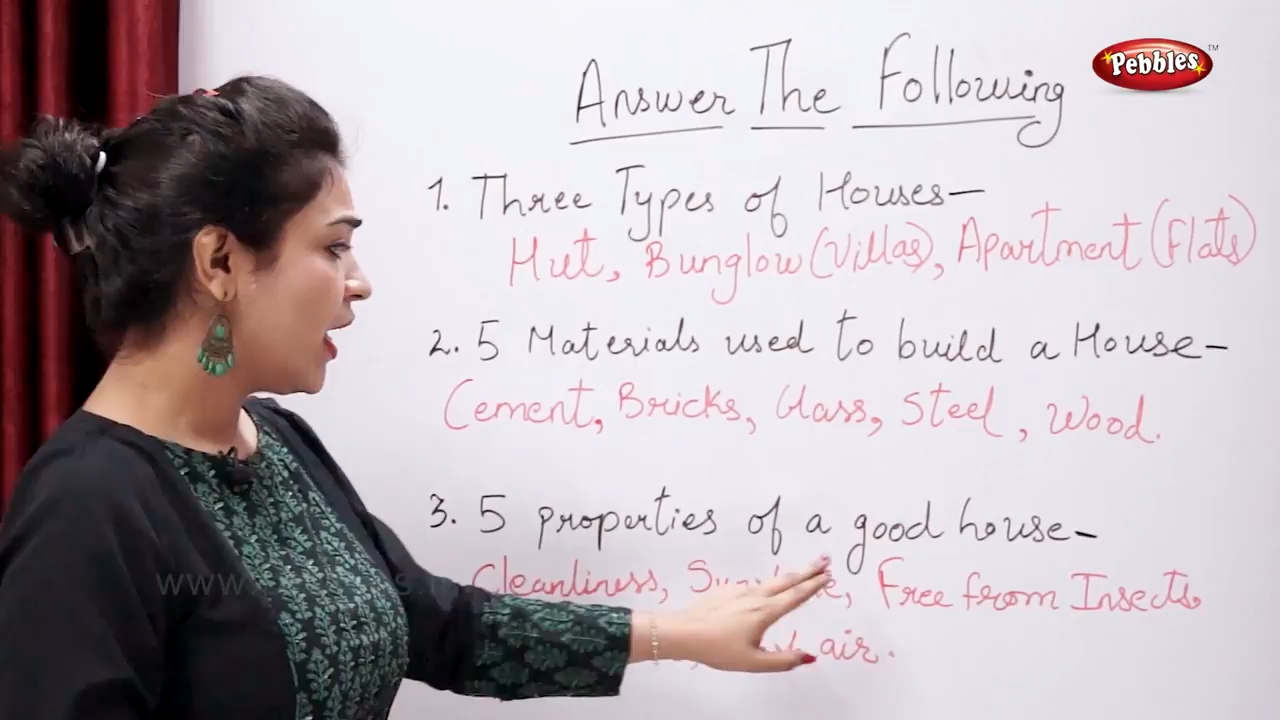 Pebbles™
Answer The Following
1. Three Types of Houses-
Hut, Bunglow (Villas), Apartment (Flats)
2. 5 Materials used to build a House-
Cement, Bricks, Glass, Steel, Wood.
3. 5 properties of a good house-
Cleanliness, Free from Insects,
air.